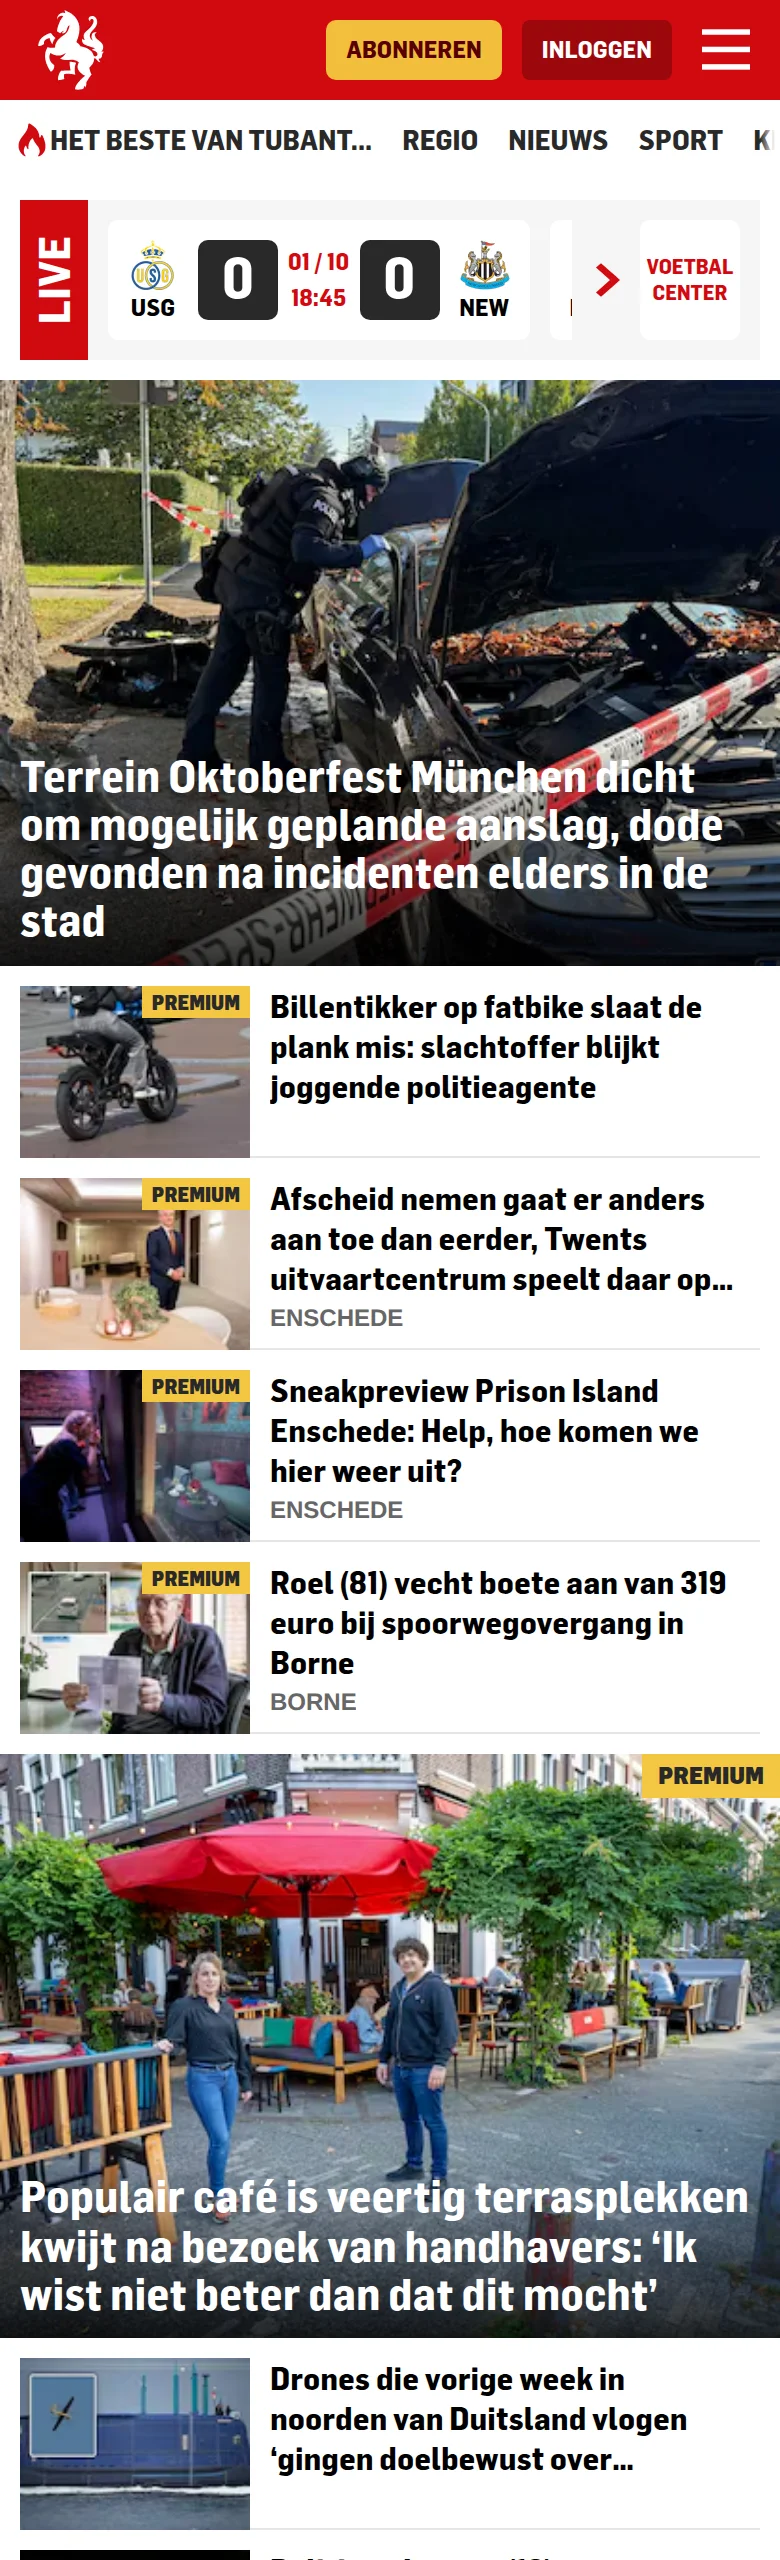 ABONNEREN
INLOGGEN
HET BESTE VAN TUBANT...
REGIO
NIEUWS
SPORT
LIVE
USG
0
01 / 10
18:45
0
NEW
VOETBAL
CENTER
Terrein Oktoberfest München dicht
om mogelijk geplande aanslag, dode
gevonden na incidenten elders in de
stad
PREMIUM
Billentikker op fatbike slaat de
plank mis: slachtoffer blijkt
joggende politieagente
PREMIUM
Afscheid nemen gaat er anders
aan toe dan eerder, Twents
uitvaartcentrum speelt daar op...
ENSCHEDE
PREMIUM
Sneakpreview Prison Island
Enschede: Help, hoe komen we
hier weer uit?
ENSCHEDE
PREMIUM
Roel (81) vecht boete aan van 319
euro bij spoorwegovergang in
Borne
BORNE
PREMIUM
Populair café is veertig terrasplekken
kwijt na bezoek van handhavers: ‘Ik
wist niet beter dan dat dit mocht’
Drones die vorige week in
noorden van Duitsland vlogen
‘gingen doelbewust over...